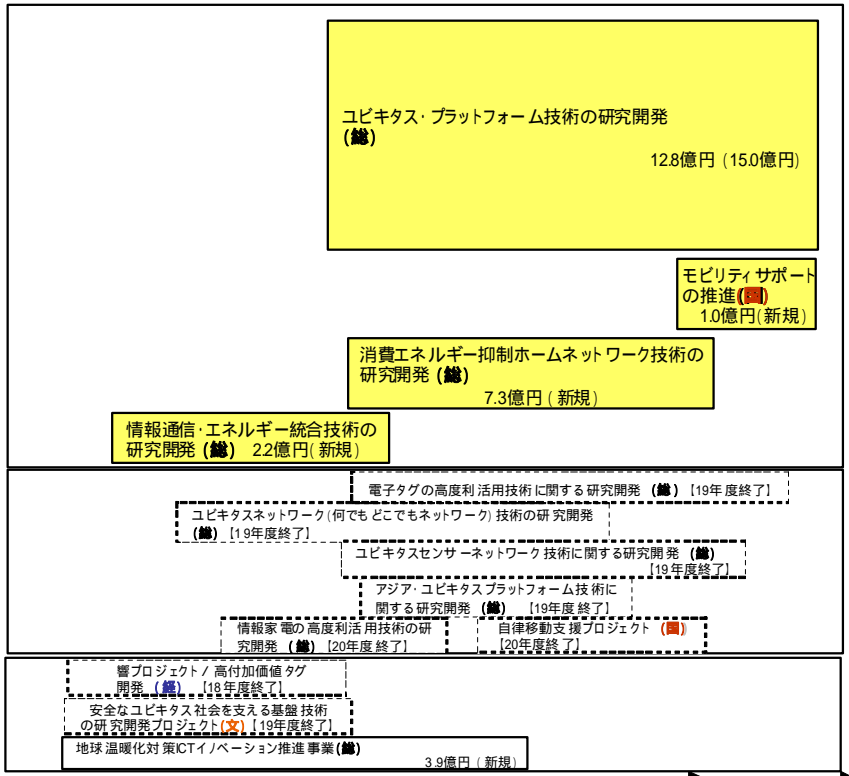 ユビキタス・プラットフォーム技術の研究開発
(総)
12.8億円 (15.0億円)
モビリティサポート
の推進(国)
1.0億円(新規)
消費エネルギー抑制ホームネットワーク技術の
研究開発 (総)
7.3億円 (新規)
情報通信・エネルギー統合技術の
研究開発 (総) 2.2億円(新規)
電子タグの高度利活用技術に関する研究開発 (総)【19年度終了】
ユビキタスネットワーク(何でもどこでもネットワーク)技術の研究開発
(総)【19年度終了】
ユビキタスセンサーネットワーク技術に関する研究開発 (総)
【19年度終了】
アジア・ユビキタスプラットフォーム技術に
関する研究開発 (総) 【19年度終了】
情報家電の高度利活用技術の研
究開発 (総)【20年度終了】
自律移動支援プロジェクト (国)
【20年度終了】
響プロジェクト/ 高付加価値タグ
開発 (経) 【18年度終了】
安全なユビキタス社会を支える基盤技術
の研究開発プロジェクト(文)【19年度終了】
地球温暖化対策ICTイノベーション推進事業(総)
3.9億円 (新規)